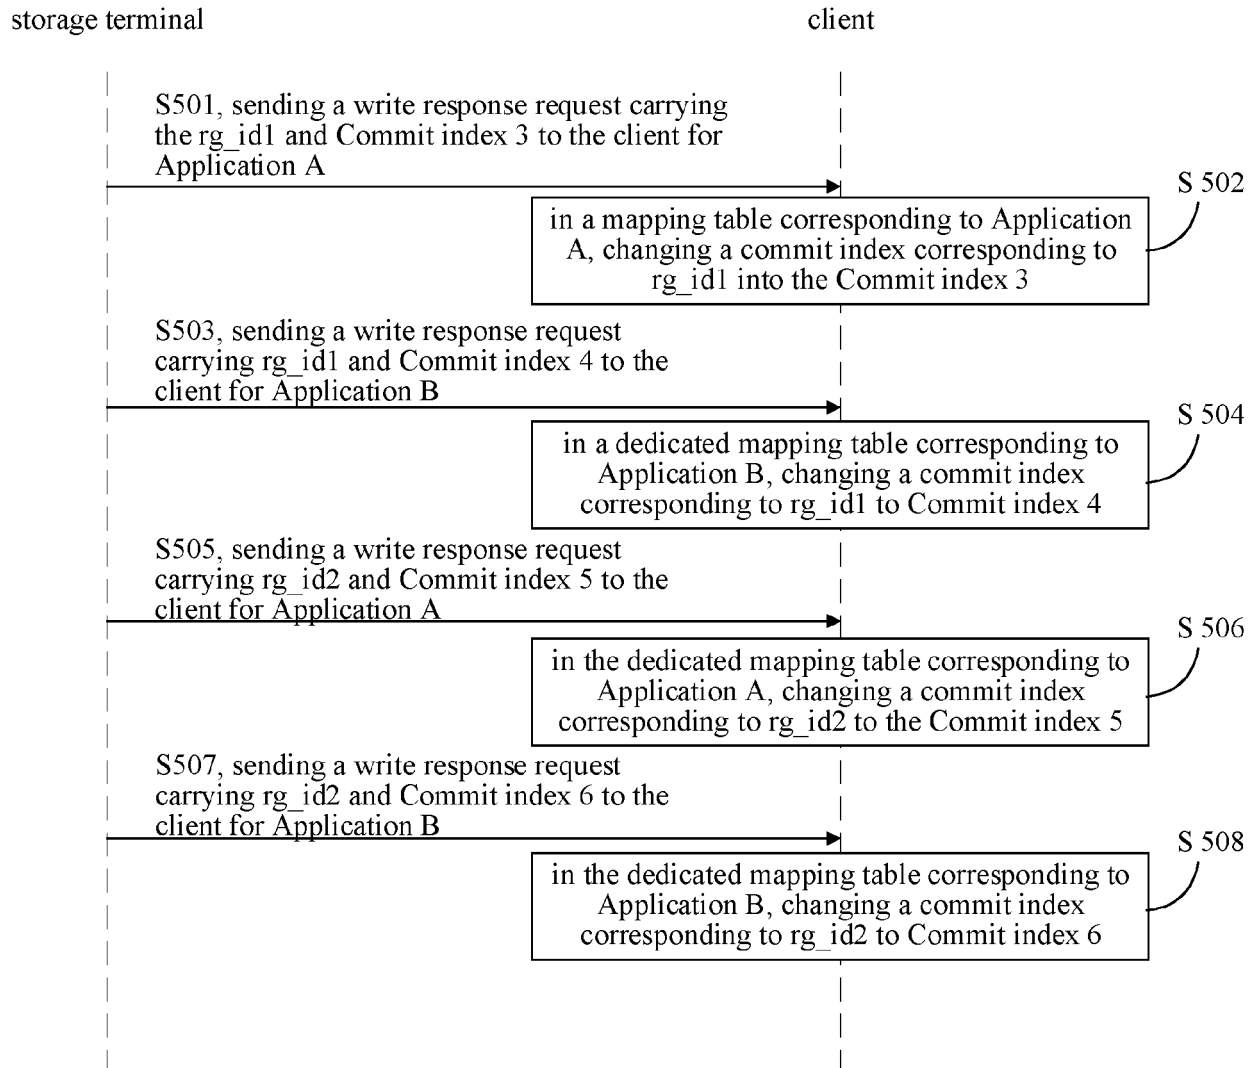 storage terminal
client
S501, sending a write response request carrying
the rg_id1 and Commit index 3 to the client for
Application A
S 502
in a mapping table corresponding to Application
A, changing a commit index corresponding to
rg_id1 into the Commit index 3
S503, sending a write response request
carrying rg_id1 and Commit index 4 to the
client for Application B
S 504
in a dedicated mapping table corresponding to
Application B, changing a commit index
corresponding to rg_id1 to Commit index 4
S505, sending a write response request
carrying rg_id2 and Commit index 5 to the
client for Application A
S 506
in the dedicated mapping table corresponding to
Application A, changing a commit index
corresponding to rg_id2 to the Commit index 5
S507, sending a write response request
carrying rg_id2 and Commit index 6 to the
client for Application B
S 508
in the dedicated mapping table corresponding to
Application B, changing a commit index
corresponding to rg_id2 to Commit index 6